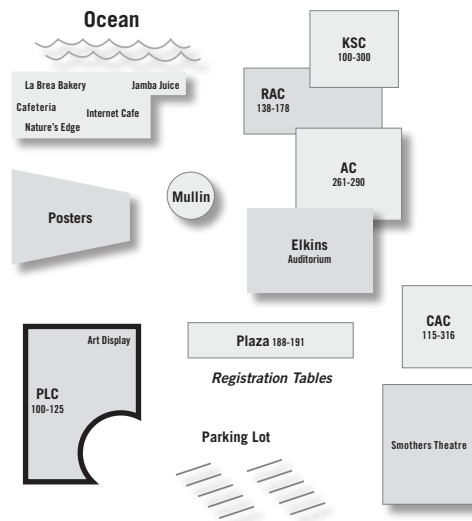 Ocean
KSC
100-300
La Brea Bakery
Jamba Juice
RAC
138-178
Cafeteria
Internet Cafe
Nature's Edge
AC
261-290
Mullin
Posters
Elkins
Auditorium
CAC
115-316
Art Display
Plaza 188-191
Registration Tables
PLC
100-125
Parking Lot
Smothers Theatre